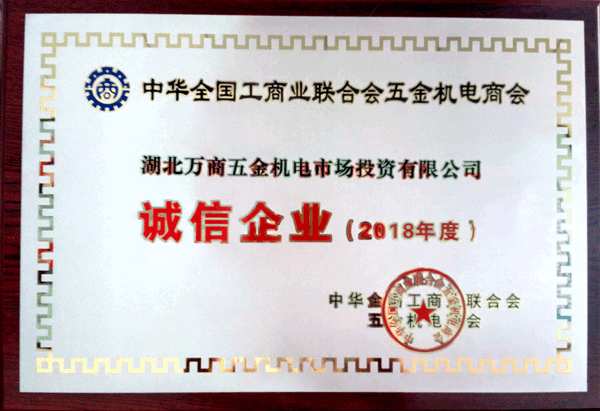 中华全国工商业联合会五金机电商会
湖北万商五金机电市场投资有限公司
诚信企业（2018年度）
中华全国工商业联合会
五金机电商会